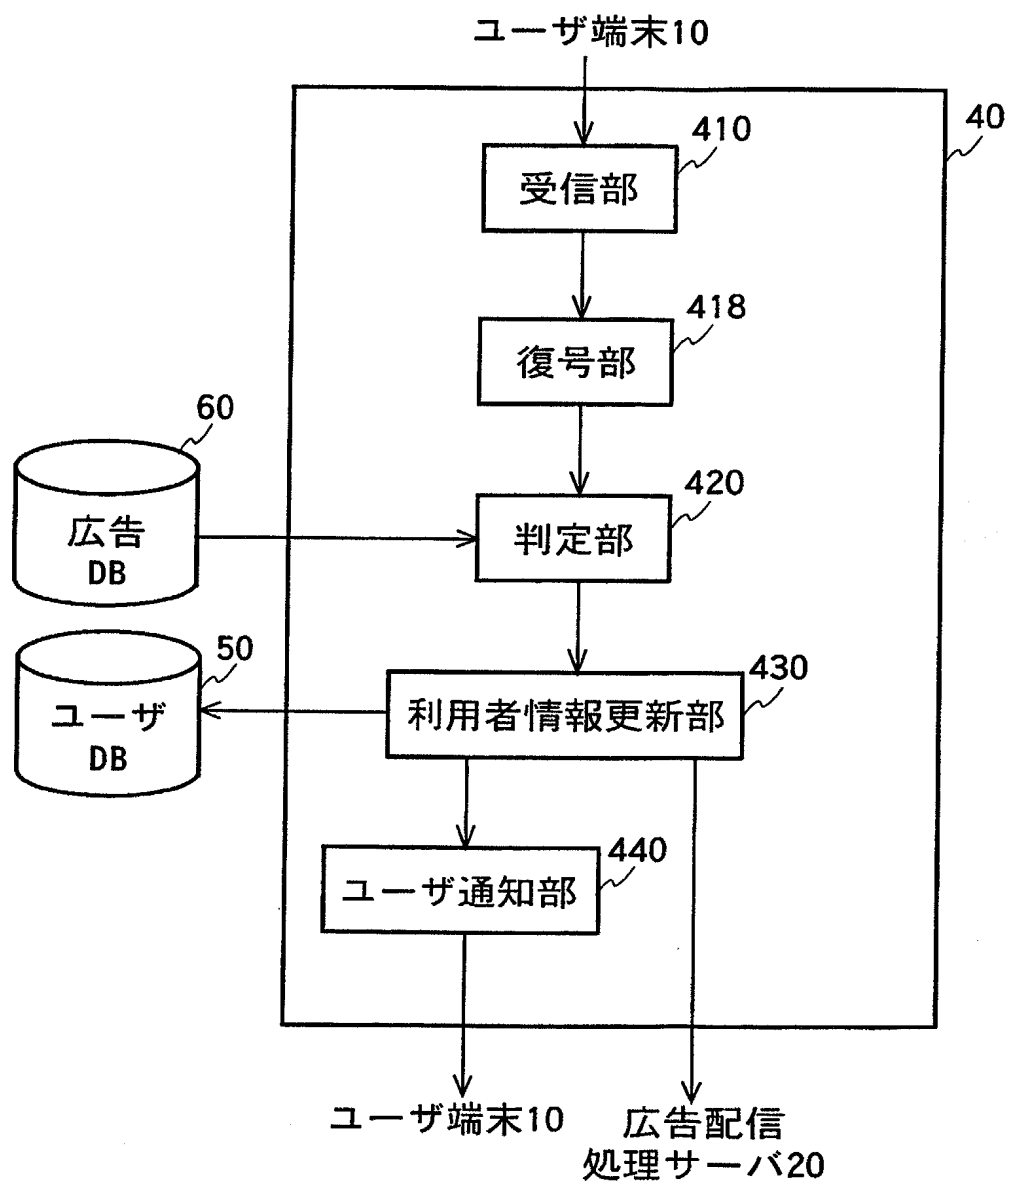 ユーザ端末10
40
410
受信部
418
復号部
60
420
広告
DB
判定部
50
430
ユーザ
DB
利用者情報更新部
440
ユーザ通知部
ユーザ端末10
広告配信
処理サーバ20